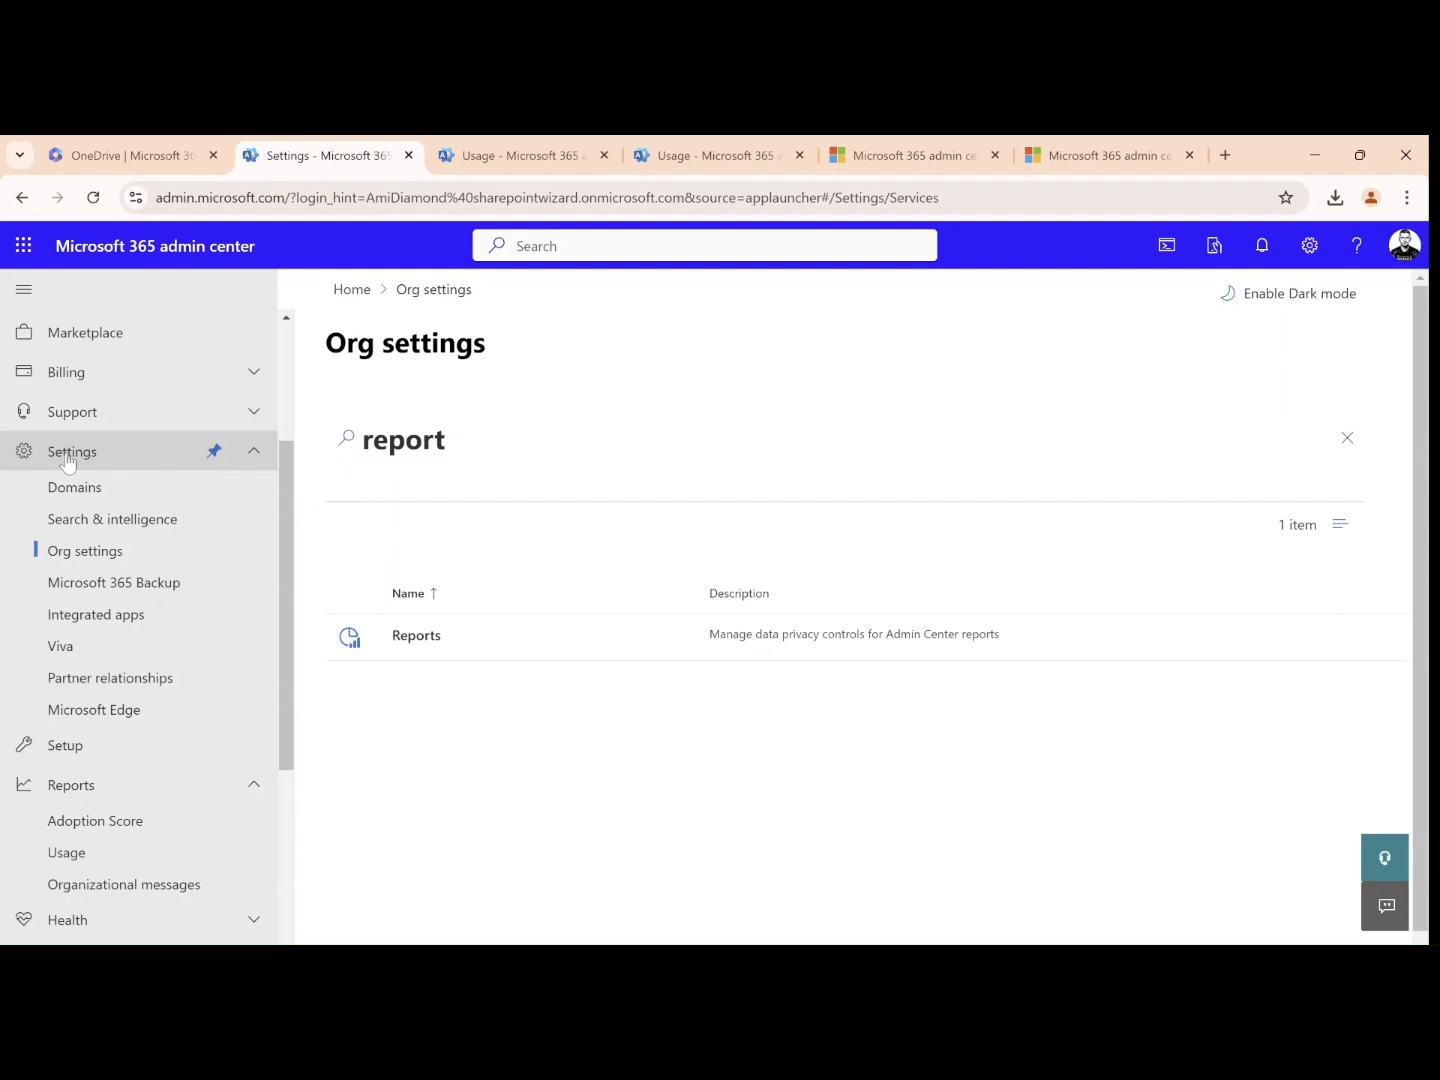 OneDrive | Microsoft 36
Settings - Microsoft 365
Usage - Microsoft 365 a
Usage - Microsoft 365 a
Microsoft 365 admin ce
Microsoft 365 admin ce
admin.microsoft.com/?login_hint=AmiDiamond%40sharepointwizard.onmicrosoft.com&source=applauncher#/Settings/Services
Microsoft 365 admin center
Search
Home > Org settings
Enable Dark mode
Marketplace
Billing
Support
Settings
Domains
Search & intelligence
Org settings
Microsoft 365 Backup
Integrated apps
Viva
Partner relationships
Microsoft Edge
Setup
Reports
Adoption Score
Usage
Organizational messages
Health
Org settings
report
1 item
Name ↑
Description
Reports
Manage data privacy controls for Admin Center reports